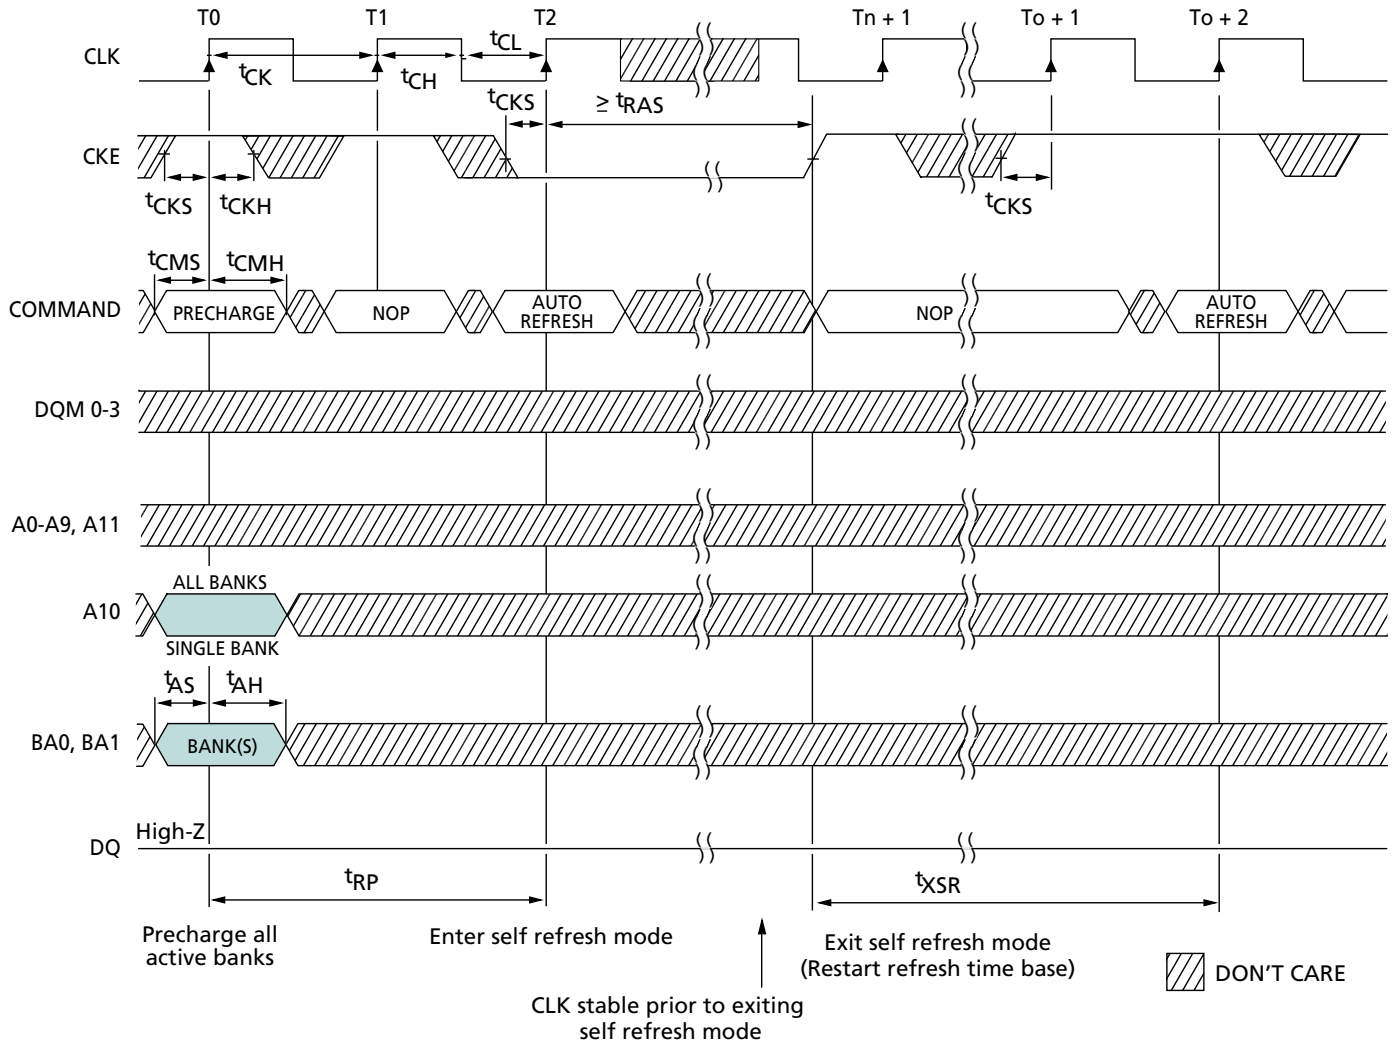 T0
T1
T2
Tn + 1
To + 1
To + 2
CLK
tCK
tCH
tCL
tCKS
≥ tRAS
CKE
tCKS
tCKH
tCKS
tCMS
tCMH
COMMAND
PRECHARGE
NOP
AUTO
REFRESH
NOP
AUTO
REFRESH
DQM 0-3
A0-A9, A11
ALL BANKS
A10
SINGLE BANK
tAS
tAH
BA0, BA1
BANK(S)
High-Z
DQ
tRP
tXSR
Precharge all
active banks
Enter self refresh mode
Exit self refresh mode
(Restart refresh time base)
DON'T CARE
CLK stable prior to exiting
self refresh mode